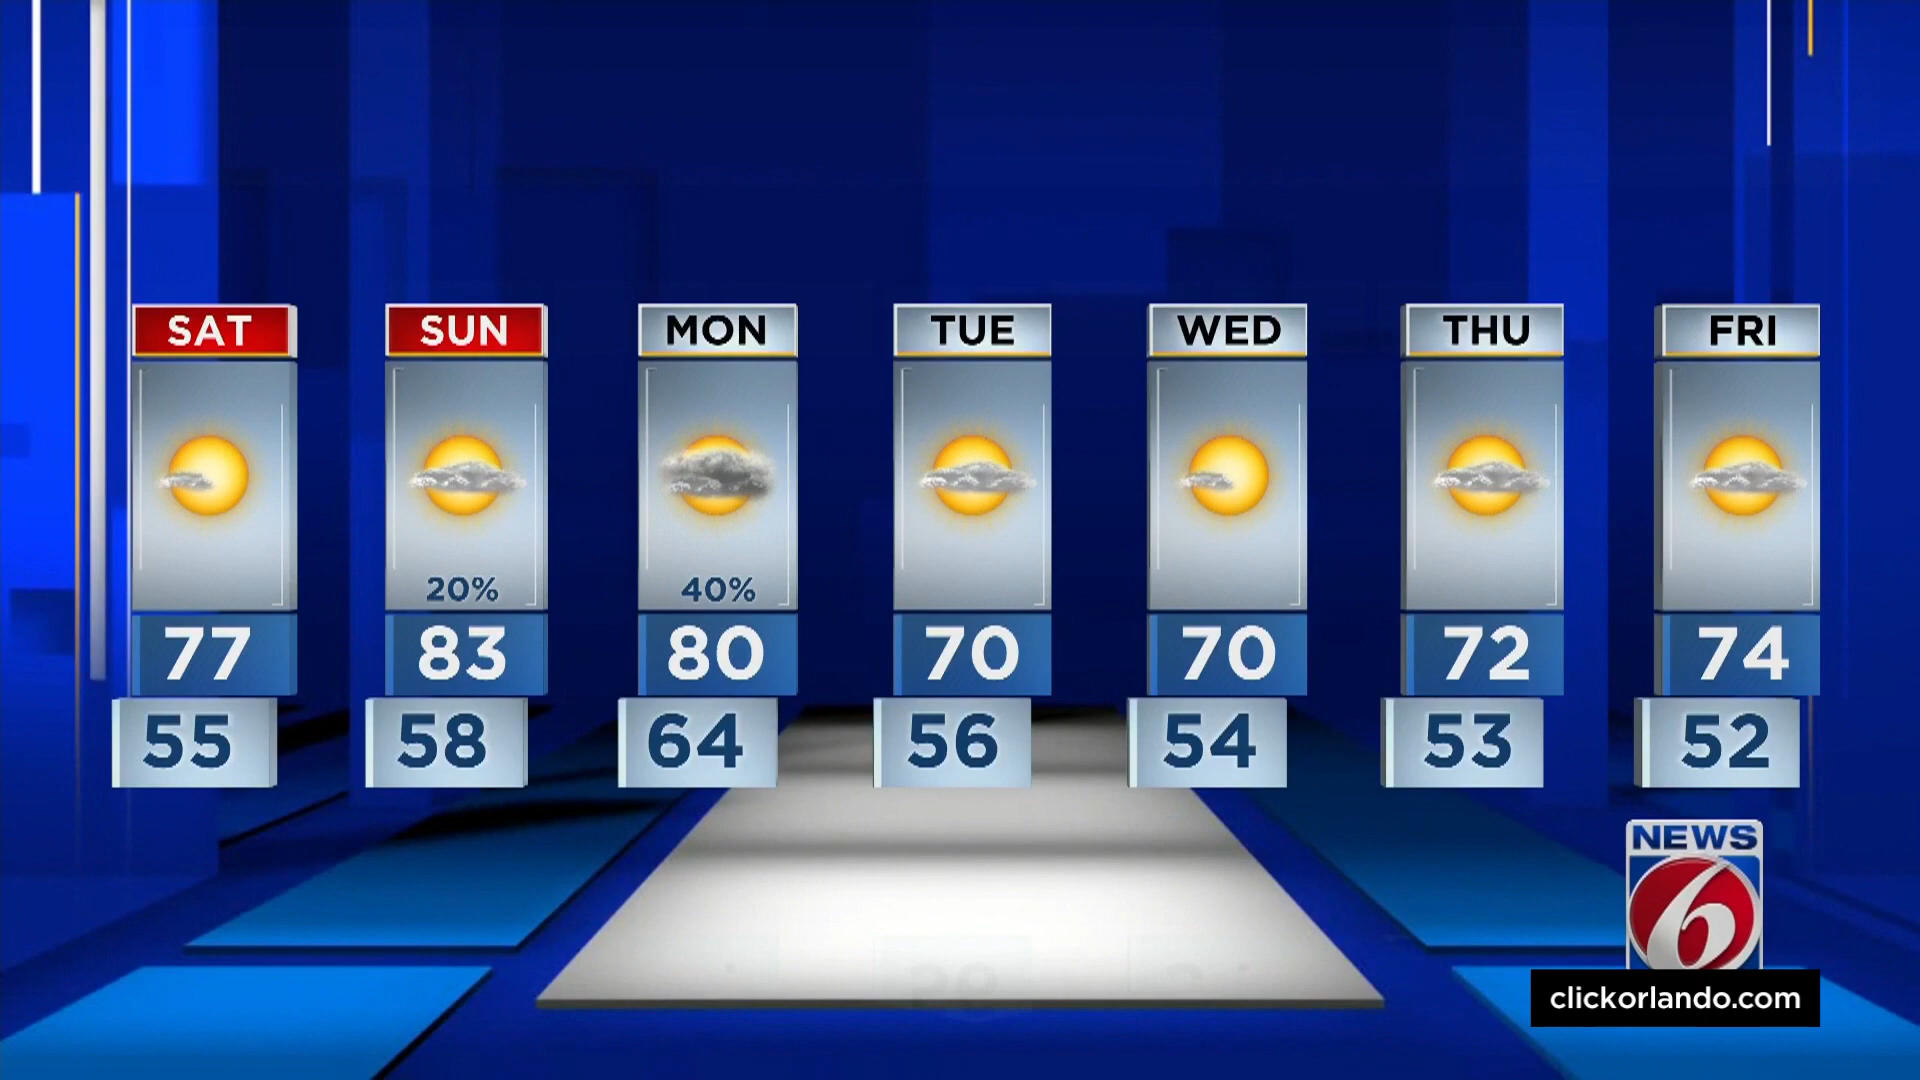 SAT SUN MON TUE WED THU FRI
20% 40%
77 83 80 70 70 72 74
55 58 64 56 54 53 52
NEWS
6
clickorlando.com